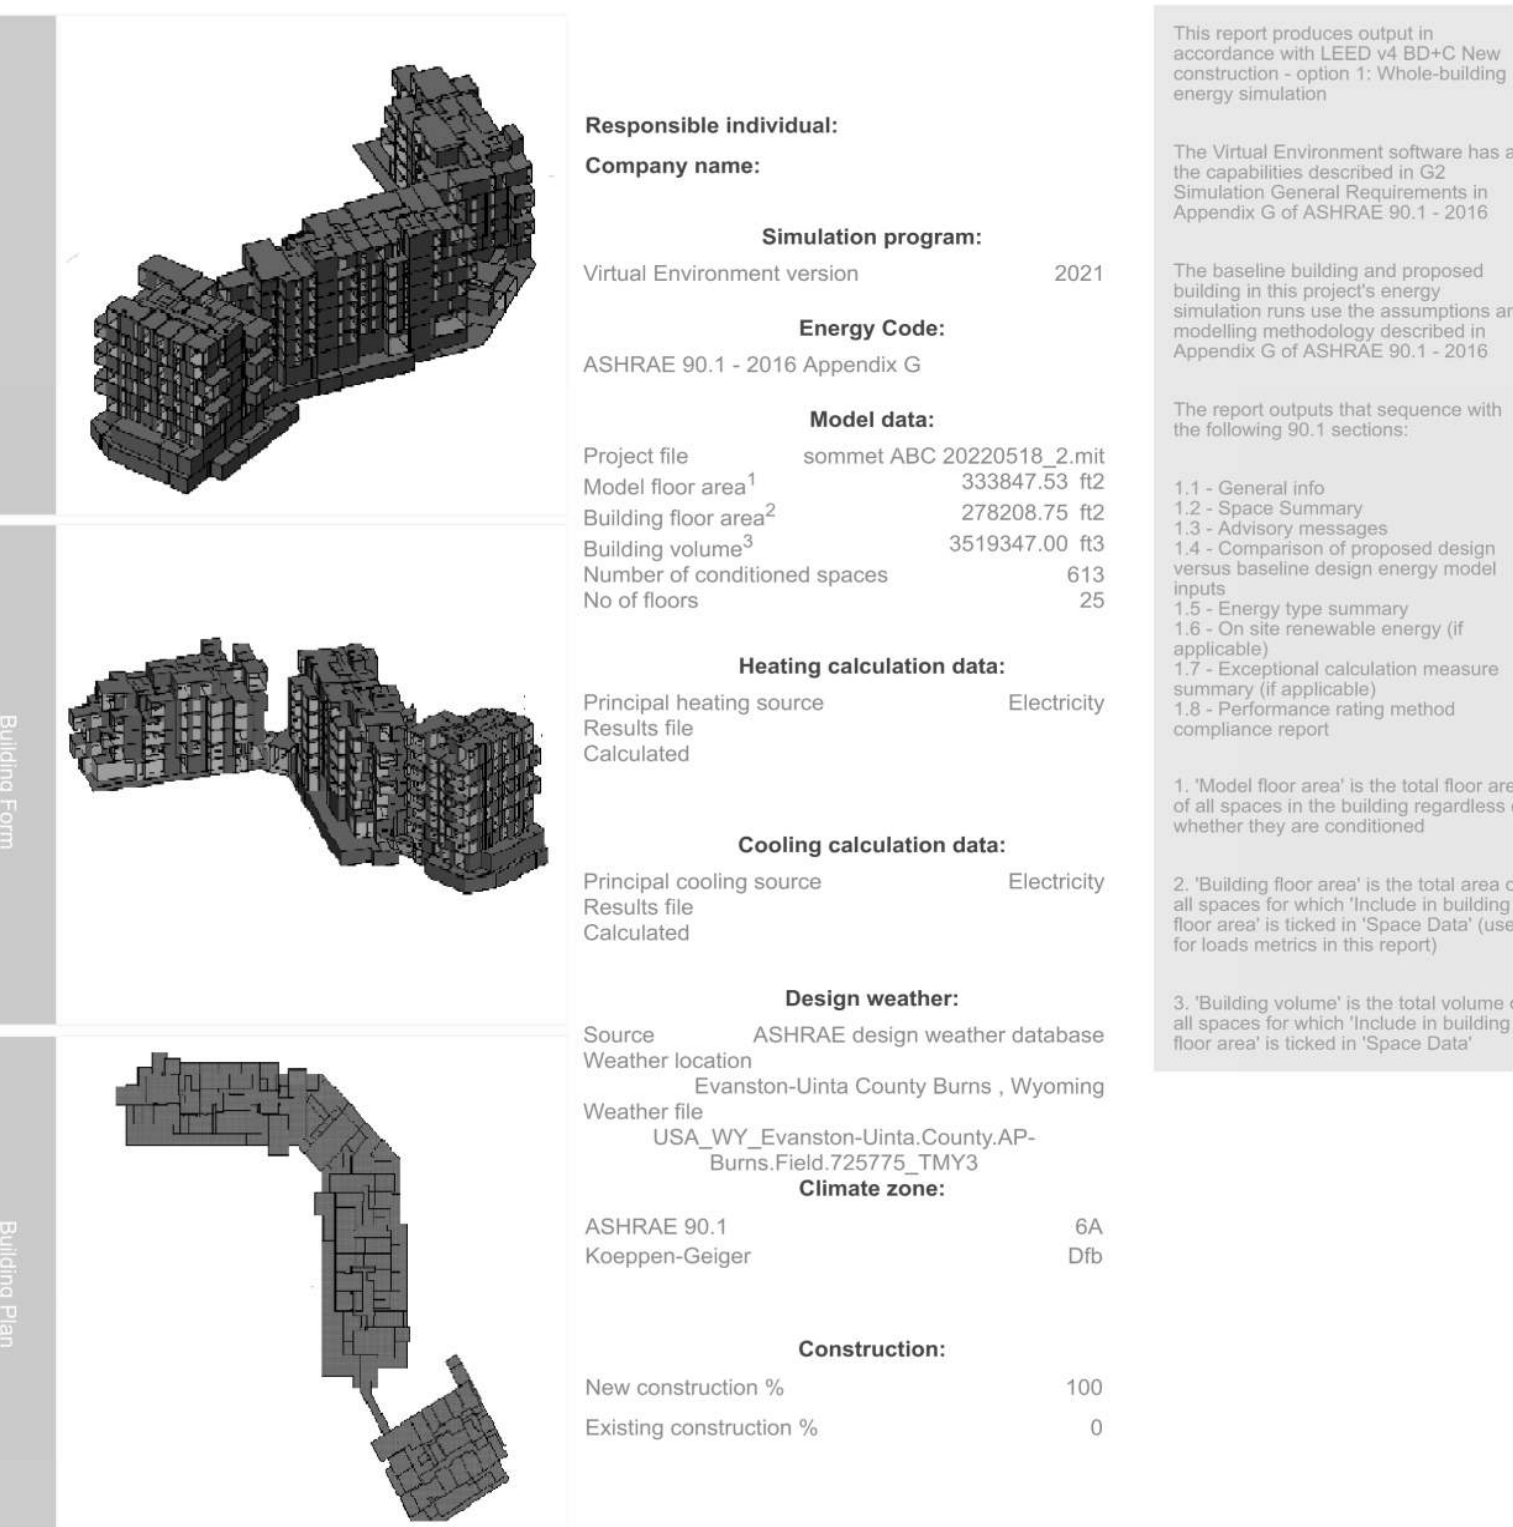 Building Form
Building Plan
Responsible individual:
Company name:
Simulation program:
Virtual Environment version 2021
Energy Code:
ASHRAE 90.1 - 2016 Appendix G
Model data:
Project file sommet ABC 20220518_2.mit
Model floor area1 333847.53 ft2
Building floor area2 278208.75 ft2
Building volume3 3519347.00 ft3
Number of conditioned spaces 613
No of floors 25
Heating calculation data:
Principal heating source Electricity
Results file
Calculated
Cooling calculation data:
Principal cooling source Electricity
Results file
Calculated
Design weather:
Source ASHRAE design weather database
Weather location
Evanston-Uinta County Burns , Wyoming
Weather file
USA_WY_Evanston-Uinta.County.AP-
Burns.Field.725775_TMY3
Climate zone:
ASHRAE 90.1 6A
Koeppen-Geiger Dfb
Construction:
New construction % 100
Existing construction % 0
This report produces output in
accordance with LEED v4 BD+C New
construction - option 1: Whole-building
energy simulation
The Virtual Environment software has
the capabilities described in G2
Simulation General Requirements in
Appendix G of ASHRAE 90.1 - 2016
The baseline building and proposed
building in this project's energy
simulation runs use the assumptions
modelling methodology described in
Appendix G of ASHRAE 90.1 - 2016
The report outputs that sequence with
the following 90.1 sections:
1.1 - General info
1.2 - Space Summary
1.3 - Advisory messages
1.4 - Comparison of proposed design
versus baseline design energy model
inputs
1.5 - Energy type summary
1.6 - On site renewable energy (if
applicable)
1.7 - Exceptional calculation measure
summary (if applicable)
1.8 - Performance rating method
compliance report
1. 'Model floor area' is the total floor
of all spaces in the building regardless
whether they are conditioned
2. 'Building floor area' is the total area
all spaces for which 'Include in building
floor area' is ticked in 'Space Data'
for loads metrics in this report)
3. 'Building volume' is the total volume
all spaces for which 'Include in building
floor area' is ticked in 'Space Data'